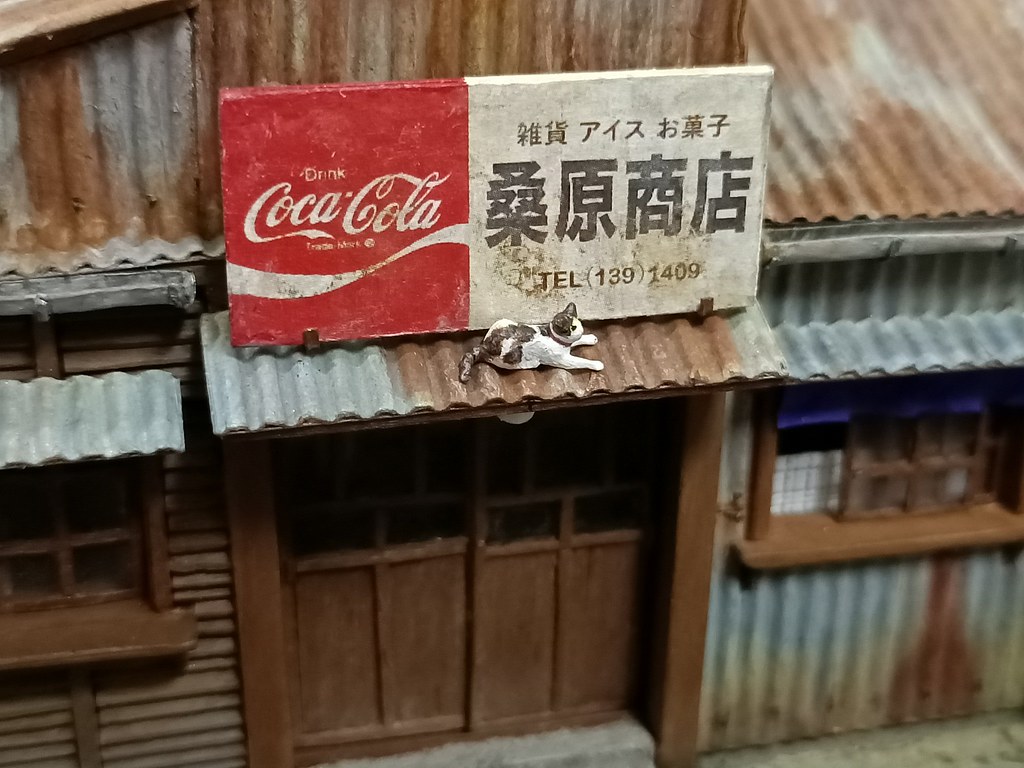 Drink
Coca-Cola
Trade-Mark ®
雑貨 アイス お菓子
桑原商店
TEL(139)1409